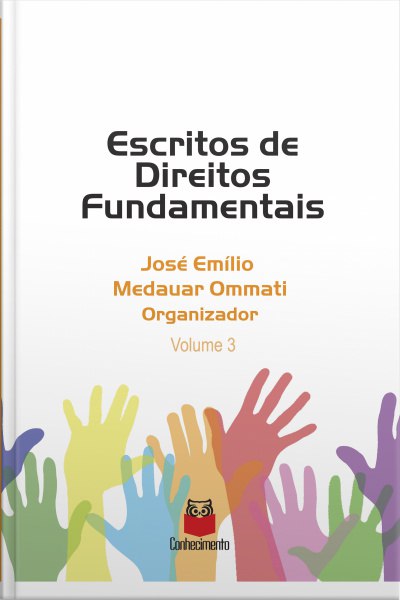 Escritos de
Direitos
Fundamentais
José Emílio
Medauar Ommati
Organizador
Volume 3
Conhecimento